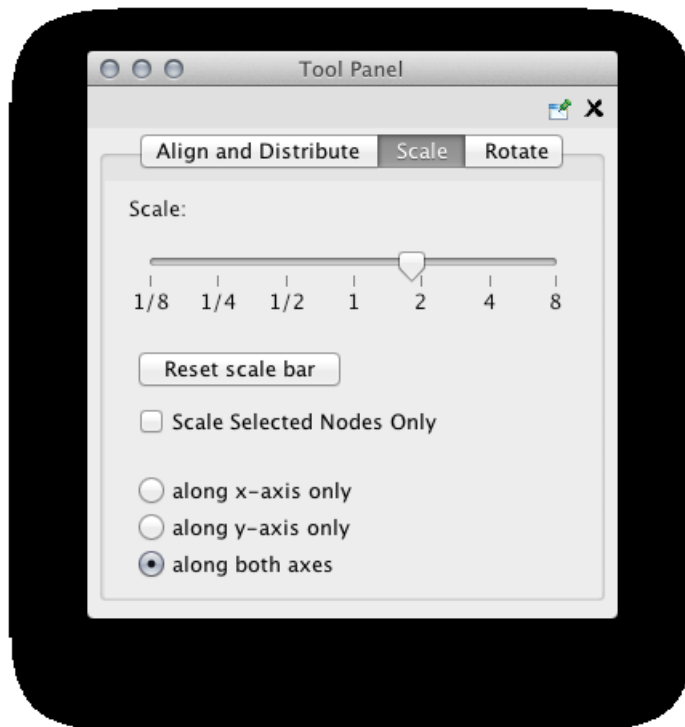 Tool Panel
Align and Distribute Scale Rotate
Scale:
1/8 1/4 1/2 1 2 4 8
Reset scale bar
Scale Selected Nodes Only
along x-axis only
along y-axis only
along both axes